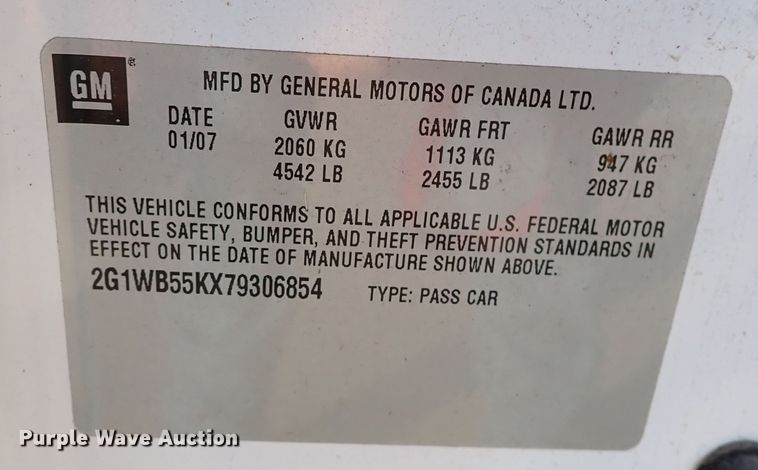 GM®
MFD BY GENERAL MOTORS OF CANADA LTD.
DATE GVWR GAWR FRT GAWR RR
01/07 2060 KG 1113 KG 947 KG
4542 LB 2455 LB 2087 LB
THIS VEHICLE CONFORMS TO ALL APPLICABLE U.S. FEDERAL MOTOR
VEHICLE SAFETY, BUMPER, AND THEFT PREVENTION STANDARDS IN
EFFECT ON THE DATE OF MANUFACTURE SHOWN ABOVE.
2G1WB55KX79306854 TYPE: PASS CAR
Purple Wave Auction